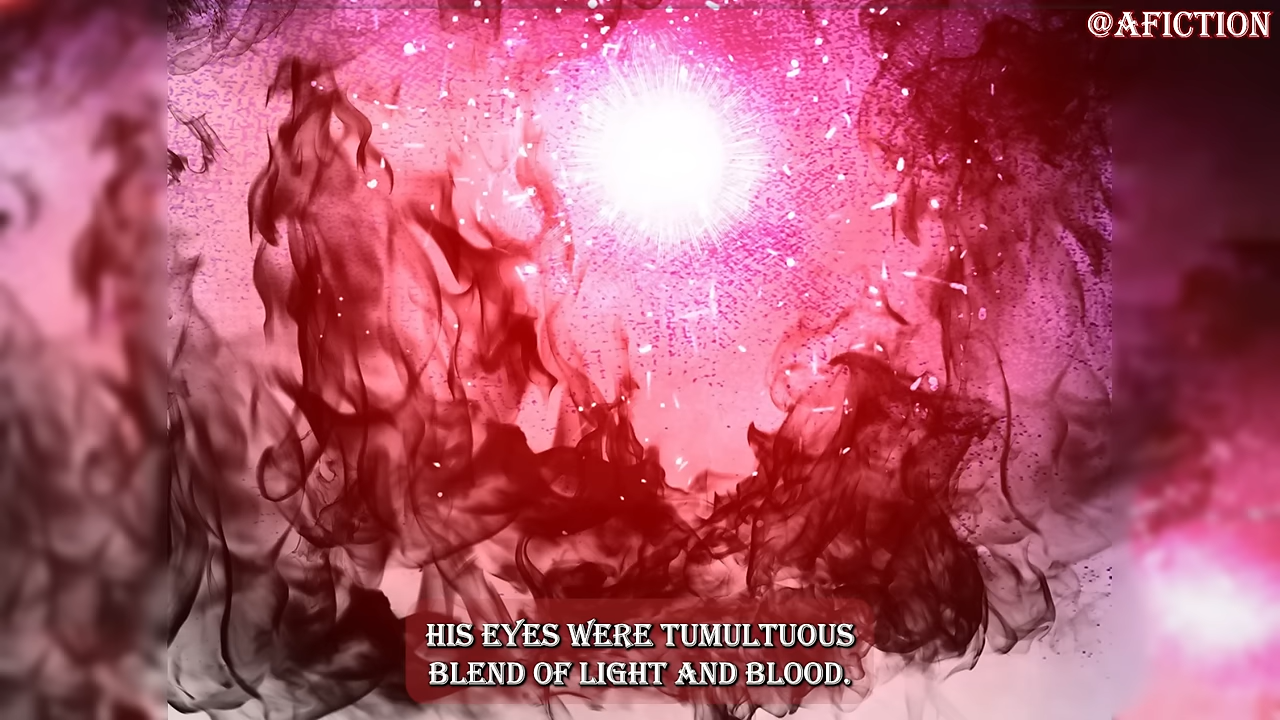 @AFICTION
HIS EYES WERE TUMULTUOUS
BLEND OF LIGHT AND BLOOD.